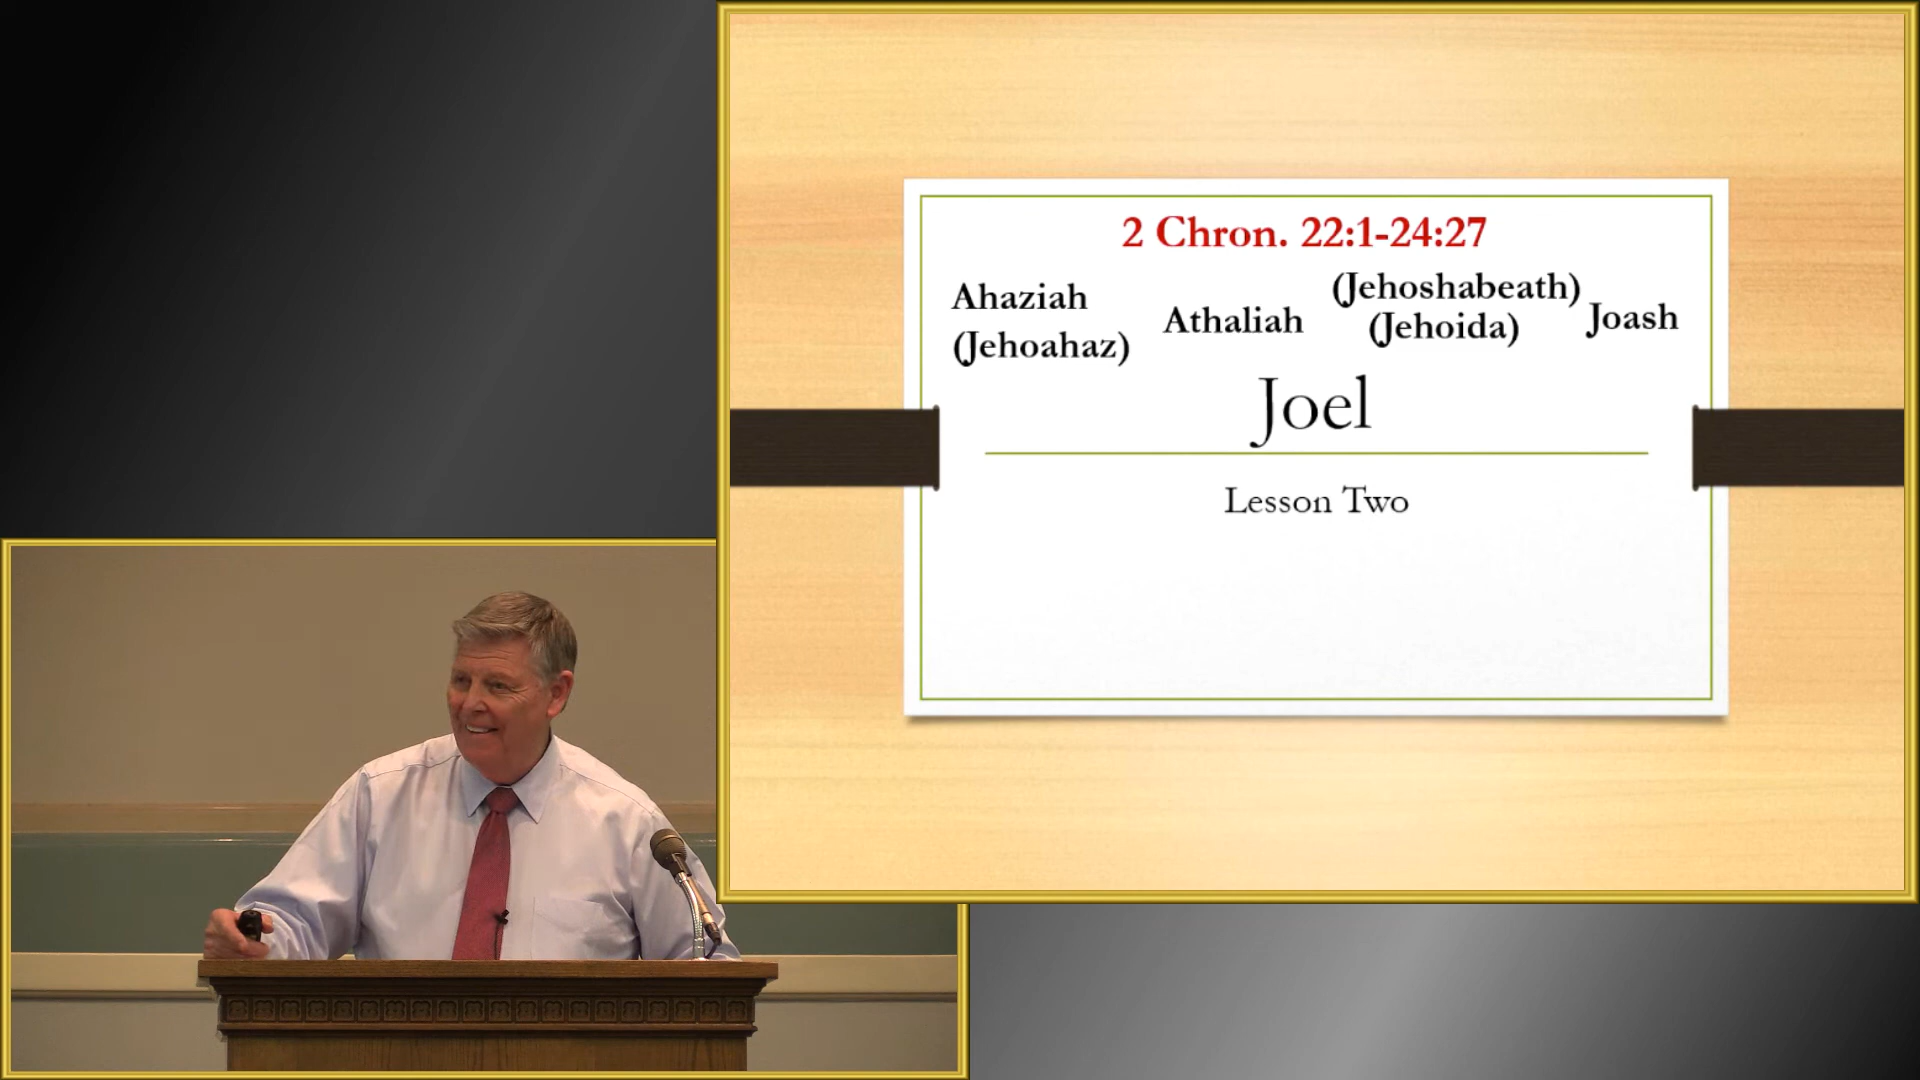 2 Chron. 22:1-24:27
Ahaziah
(Jehoahaz)
Athaliah
(Jehoshabeath)
(Jehoida)
Joash
Joel
Lesson Two